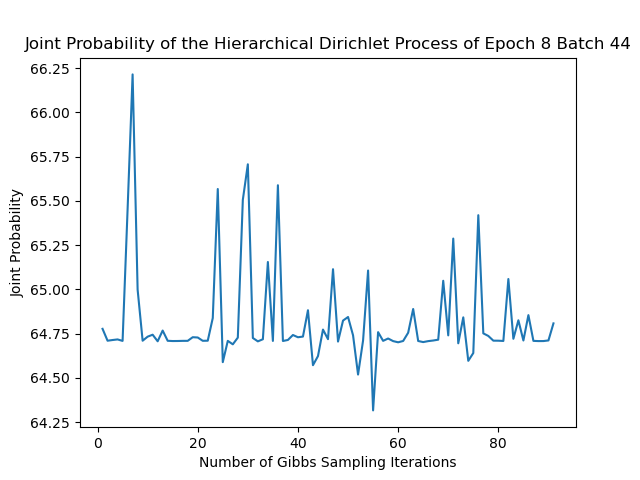 Joint Probability of the Hierarchical Dirichlet Process of Epoch 8 Batch 44
66.25
66.00
65.75
65.50
65.25
65.00
64.75
64.50
64.25
Joint Probability
0 20 40 60 80
Number of Gibbs Sampling Iterations